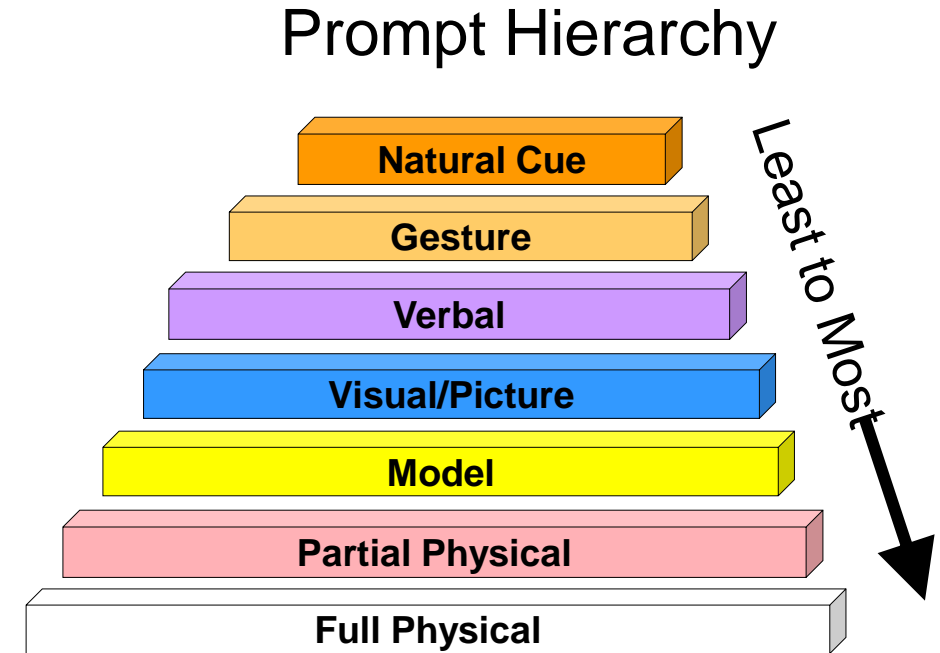 Prompt Hierarchy
Natural Cue
Gesture
Verbal
Visual/Picture
Model
Partial Physical
Full Physical
Least to Most